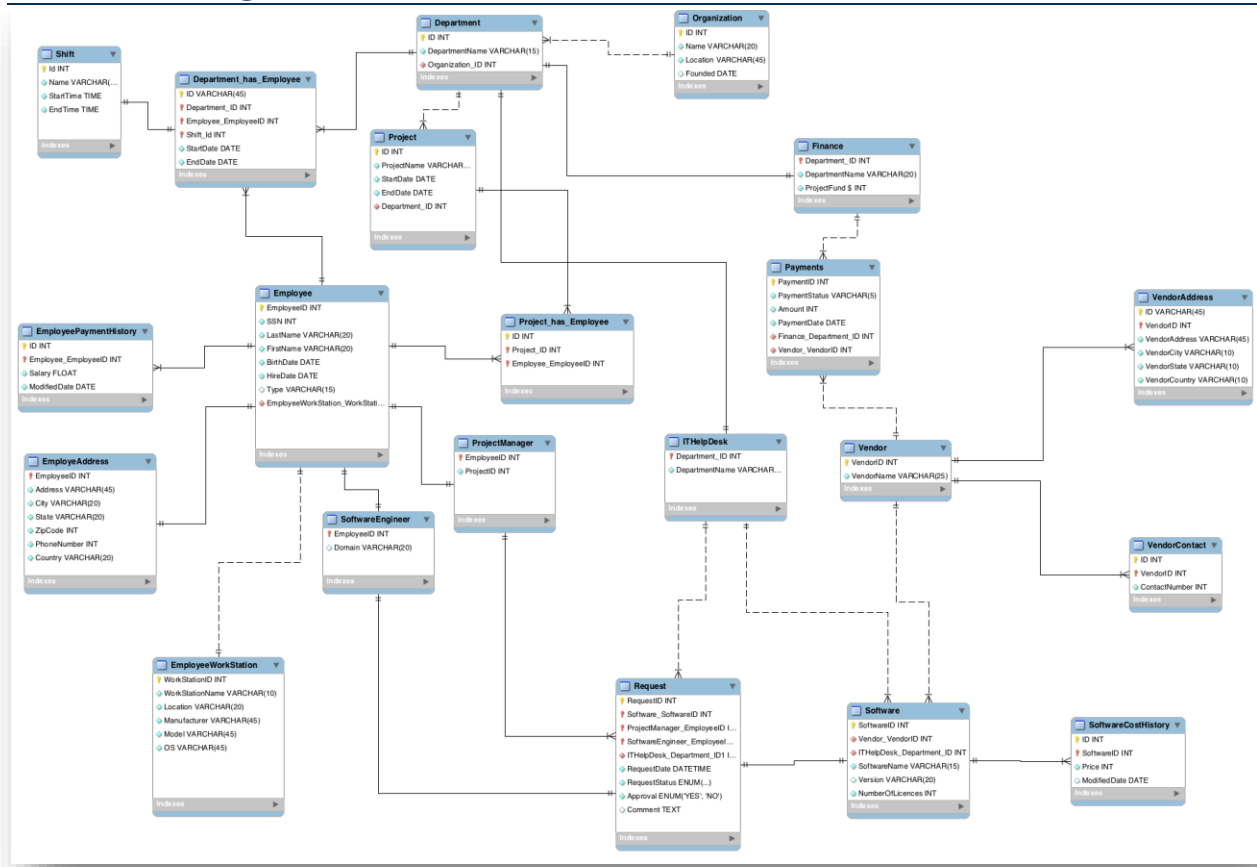 Department
ID INT
DepartmentName VARCHAR(15)
Organization_ID INT
Indexes
Organization
ID INT
Name VARCHAR(20)
Location VARCHAR(45)
Founded DATE
Indexes
Shift
Id INT
Name VARCHAR(...
StartTime TIME
EndTime TIME
Indexes
Department_has_Employee
ID VARCHAR(45)
Department_ID INT
Employee_EmployeeID INT
Shift_Id INT
StartDate DATE
EndDate DATE
Indexes
Project
ID INT
ProjectName VARCHAR...
StartDate DATE
EndDate DATE
Department_ID INT
Indexes
Finance
Department_ID INT
DepartmentName VARCHAR(20)
ProjectFund $ INT
Indexes
Payments
PaymentID INT
PaymentStatus VARCHAR(5)
Amount INT
PaymentDate DATE
Finance_Department_ID INT
Vendor_VendorID INT
Indexes
VendorAddress
ID VARCHAR(45)
VendorID INT
VendorAddress VARCHAR(45)
VendorCity VARCHAR(10)
VendorState VARCHAR(10)
VendorCountry VARCHAR(10)
Indexes
Employee
EmployeeID INT
SSN INT
LastName VARCHAR(20)
FirstName VARCHAR(20)
BirthDate DATE
HireDate DATE
Type VARCHAR(15)
EmployeeWorkStation_WorkStati...
Indexes
EmployeePaymentHistory
ID INT
Employee_EmployeeID INT
Salary FLOAT
ModifiedDate DATE
Indexes
Project_has_Employee
ID INT
Project_ID INT
Employee_EmployeeID INT
Indexes
EmployeAddress
EmployeeID INT
Address VARCHAR(45)
City VARCHAR(20)
State VARCHAR(20)
ZipCode INT
PhoneNumber INT
Country VARCHAR(20)
Indexes
ProjectManager
EmployeeID INT
ProjectID INT
Indexes
ITHelpDesk
Department_ID INT
DepartmentName VARCHAR...
Indexes
Vendor
VendorID INT
VendorName VARCHAR(25)
Indexes
SoftwareEngineer
EmployeeID INT
Domain VARCHAR(20)
Indexes
VendorContact
ID INT
VendorID INT
ContactNumber INT
Indexes
EmployeeWorkStation
WorkStationID INT
WorkStationName VARCHAR(10)
Location VARCHAR(20)
Manufacturer VARCHAR(45)
Model VARCHAR(45)
OS VARCHAR(45)
Indexes
Request
RequestID INT
Software_SoftwareID INT
ProjectManager_EmployeeID I...
SoftwareEngineer_EmployeeI...
ITHelpDesk_Department_ID1 I...
RequestDate DATETIME
RequestStatus ENUM(...)
Approval ENUM('YES', 'NO')
Comment TEXT
Indexes
Software
SoftwareID INT
Vendor_VendorID INT
ITHelpDesk_Department_ID INT
SoftwareName VARCHAR(15)
Version VARCHAR(20)
NumberOfLicences INT
Indexes
SoftwareCostHistory
ID INT
SoftwareID INT
Price INT
ModifiedDate DATE
Indexes